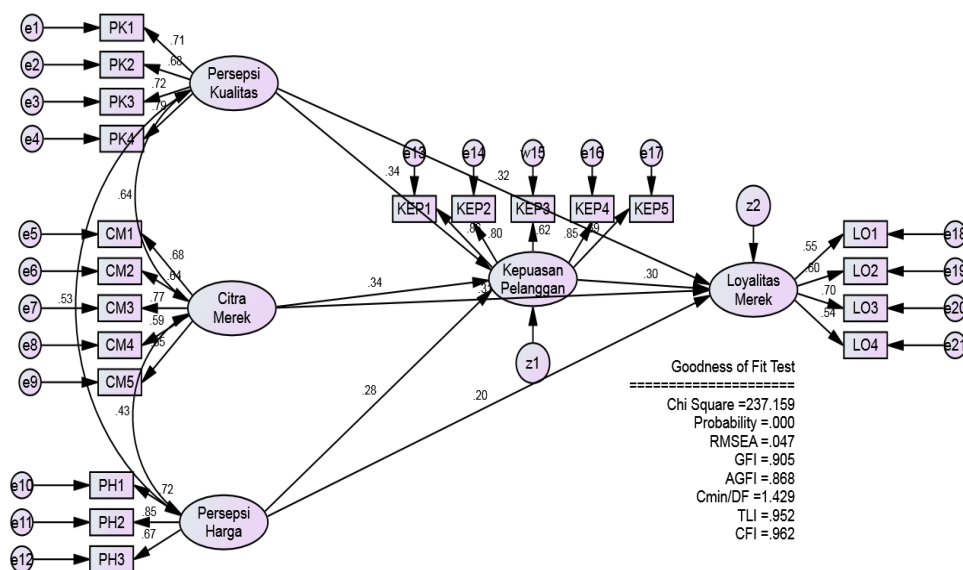 e1
PK1
.71
e2
PK2
.68
e3
PK3
.72
e4
PK4
.79
Persepsi
Kualitas
.64
.53
e5
CM1
.68
e6
CM2
.64
e7
CM3
.77
e8
CM4
.59
e9
CM5
Citra
Merek
.43
e10
PH1
.72
e11
PH2
.85
e12
PH3
.67
Persepsi
Harga
e13
e14
w15
e16
e17
KEP1
KEP2
KEP3
KEP4
KEP5
.80
.62
.85
.34
.32
.34
.28
.20
.30
Kepuasan
Pelanggan
z1
z2
Loyalitas
Merek
.55
LO1
e18
.60
LO2
e19
.70
LO3
e20
.54
LO4
e21
Goodness of Fit Test
======================
Chi Square =237.159
Probability =.000
RMSEA =.047
GFI =.905
AGFI =.868
Cmin/DF =1.429
TLI =.952
CFI =.962